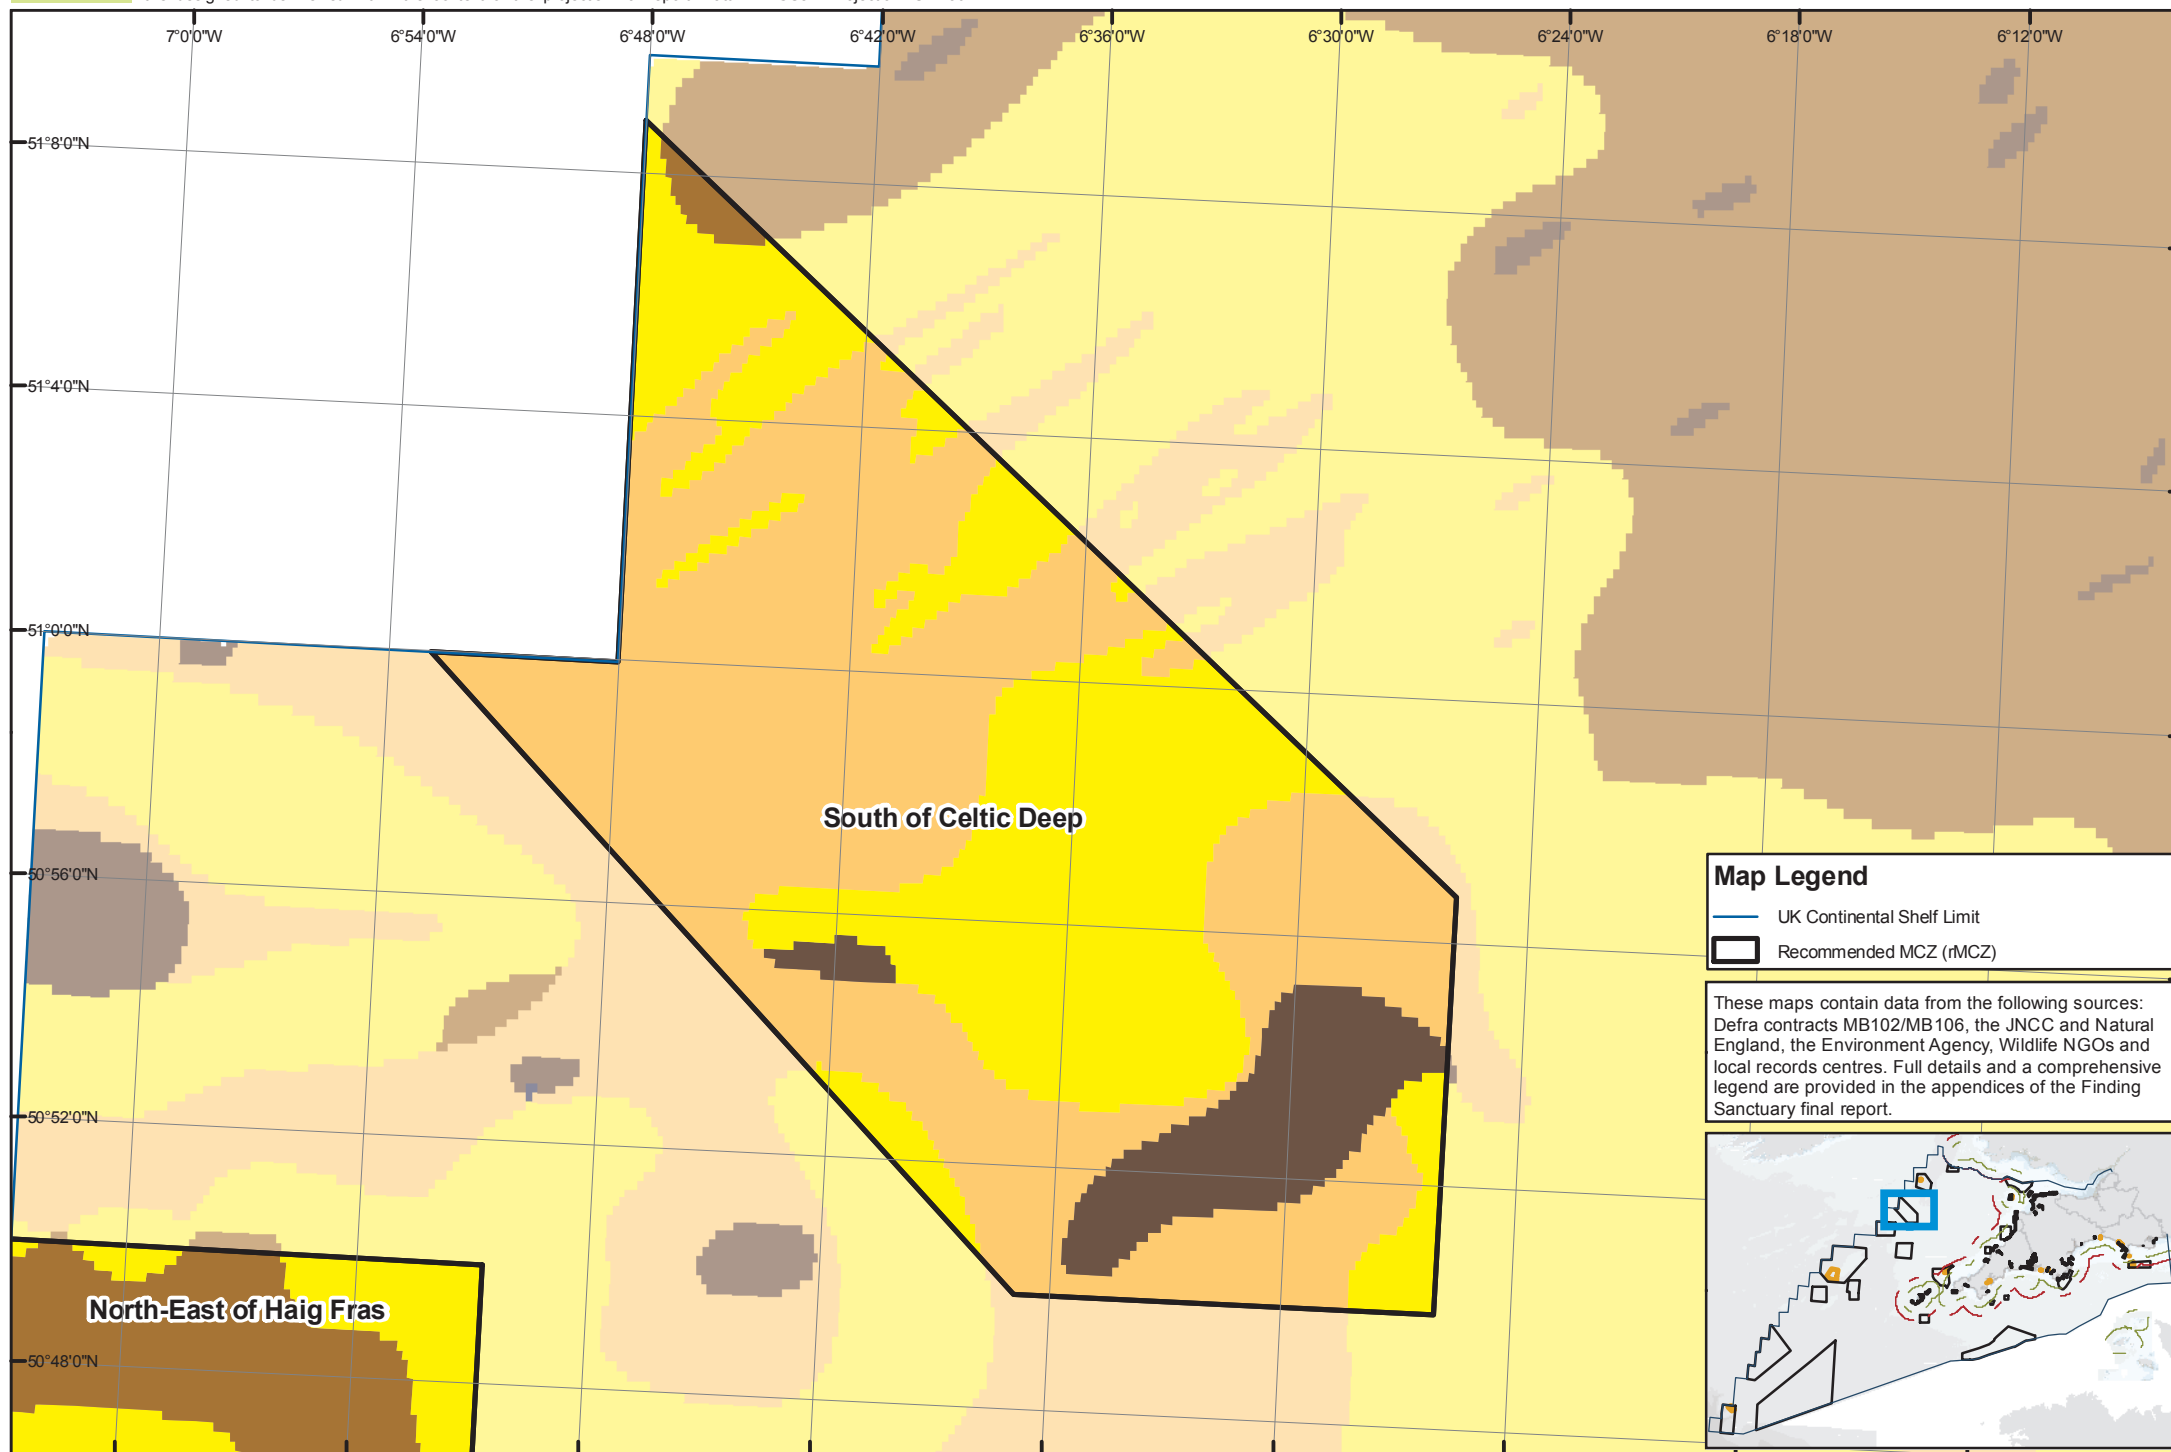 7°0'0"W 6°54'0"W 6°48'0"W 6°42'0"W 6°36'0"W 6°30'0"W 6°24'0"W 6°18'0"W 6°12'0"W
51°8'0"N
51°4'0"N
51°0'0"N
50°56'0"N
50°52'0"N
50°48'0"N
South of Celtic Deep
North-East of Haig Fras
Map Legend
UK Continental Shelf Limit
Recommended MCZ (rMCZ)
These maps contain data from the following sources:
Defra contracts MB102/MB106, the JNCC and Natural
England, the Environment Agency, Wildlife NGOs and
local records centres. Full details and a comprehensive
legend are provided in the appendices of the Finding
Sanctuary final report.